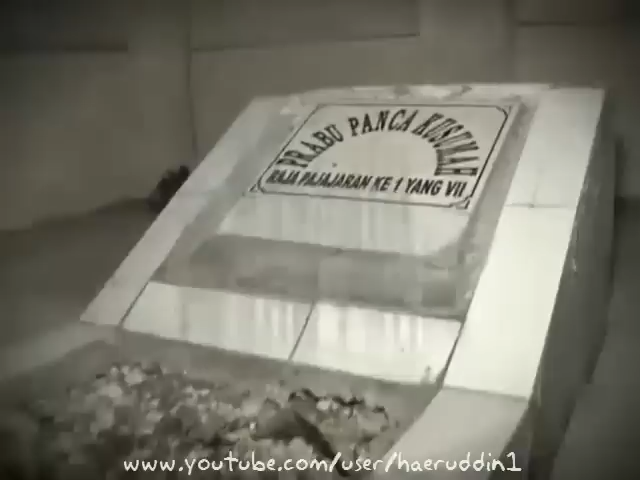 PRABU PANCA KUSUMAH
RAJA PAJAJARAN KE 1 YANG VII
www.youtube.com/user/haeruddin1